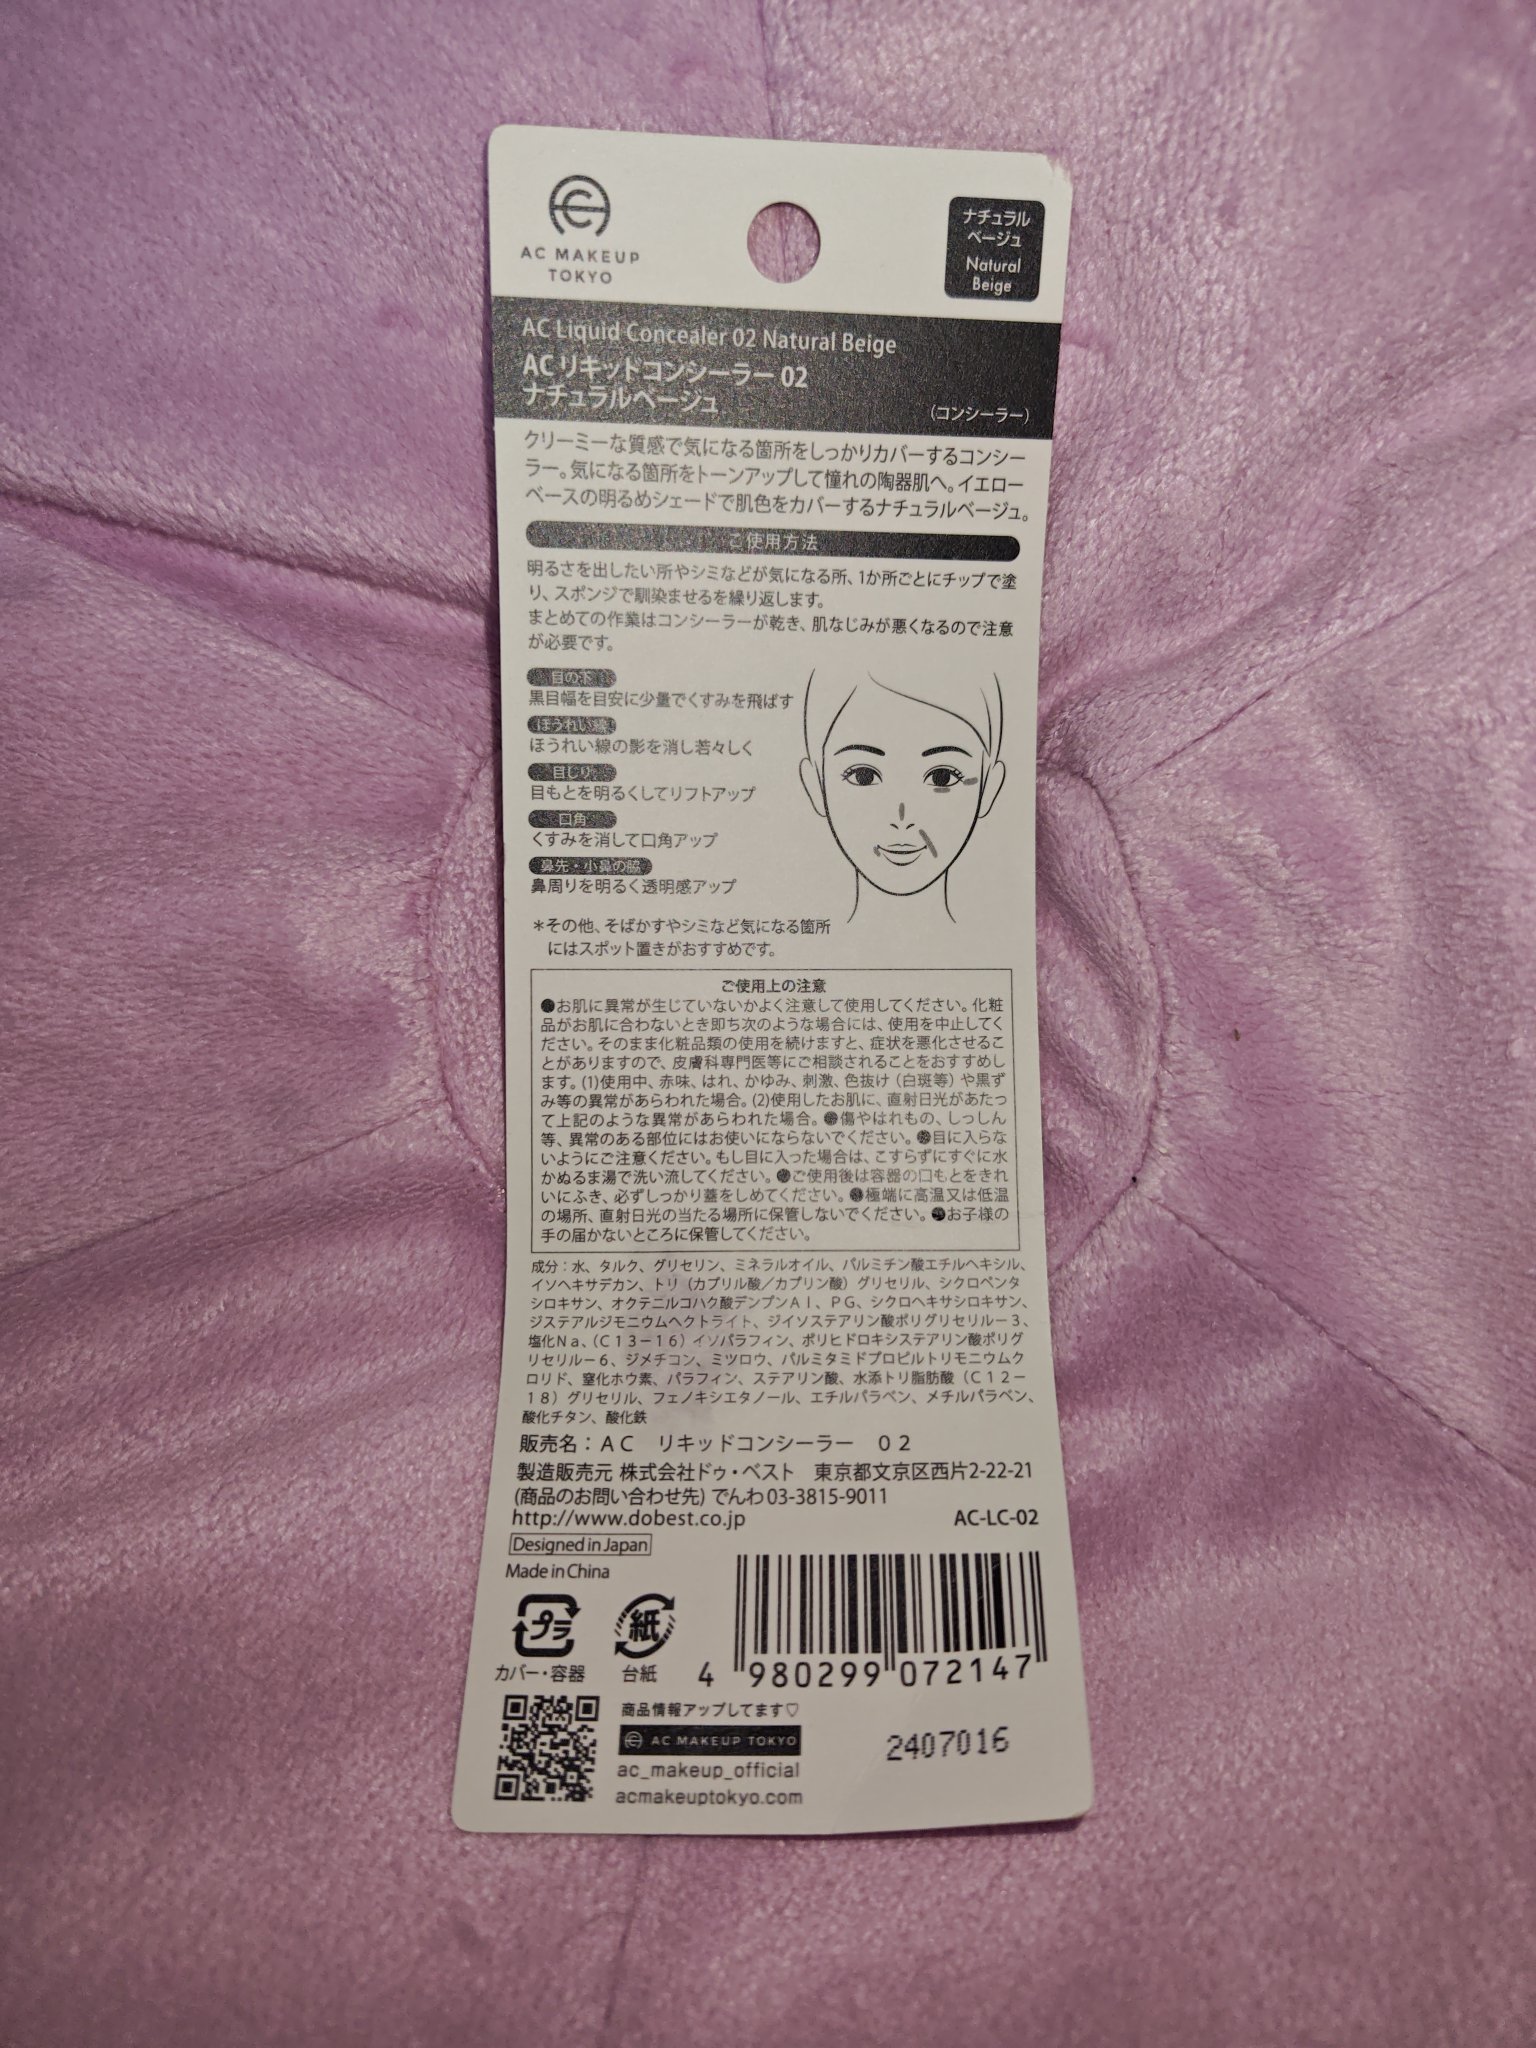 AC MAKEUP
TOKYO
ナチュラル
ベージュ
Natural
Beige
AC Liquid Concealer 02 Natural Beige
AC リキッドコンシーラー 02
ナチュラルベージュ
（コンシーラー）
クリーミーな質感で気になる箇所をしっかりカバーするコンシー
ラー。気になる箇所をトーンアップして憧れの陶器肌へ。イエロー
ベースの明るめシェードで肌色をカバーするナチュラルベージュ。
ご使用方法
明るさを出したい所やシミなどが気になる所、1か所ごとにチップで塗
り、スポンジで馴染ませるを繰り返します。
まとめての作業はコンシーラーが乾き、肌なじみが悪くなるので注意
が必要です。
目の下
黒目幅を目安に少量でくすみを飛ばす
ほうれい線
ほうれい線の影を消し若々しく
目じり
目もとを明るくしてリフトアップ
口角
くすみを消して口角アップ
鼻先・小鼻の脇
鼻周りを明るく透明感アップ
＊その他、そばかすやシミなど気になる箇所
にはスポット置きがおすすめです。
ご使用上の注意
●お肌に異常が生じていないかよく注意して使用してください。化粧
品がお肌に合わないとき即ち次のような場合には、使用を中止してく
ださい。そのまま化粧品類の使用を続けますと、症状を悪化させるこ
とがありますので、皮膚科専門医等にご相談されることをおすすめし
ます。(1)使用中、赤味、はれ、かゆみ、刺激、色抜け（白斑等）や黒ず
み等の異常があらわれた場合。(2)使用したお肌に、直射日光があたっ
て上記のような異常があらわれた場合。●傷やはれもの、しっしん
等、異常のある部位にはお使いにならないでください。●目に入らな
いようにご注意ください。もし目に入った場合は、こすらずにすぐに水
かぬるま湯で洗い流してください。●ご使用後は容器の口もとをきれ
いにふき、必ずしっかり蓋をしめてください。●極端に高温又は低温
の場所、直射日光の当たる場所に保管しないでください。●お子様の
手の届かないところに保管してください。
成分：水、タルク、グリセリン、ミネラルオイル、パルミチン酸エチルヘキシル、
イソヘキサデカン、トリ（カプリル酸／カプリン酸）グリセリル、シクロペンタ
シロキサン、オクテニルコハク酸デンプンＡｌ、ＰＧ、シクロヘキサシロキサン、
ジステアルジモニウムヘクトライト、ジイソステアリン酸ポリグリセリル－３、
塩化Ｎａ、（Ｃ１３－１６）イソパラフィン、ポリヒドロキシステアリン酸ポリグ
リセリル－６、ジメチコン、ミツロウ、パルミタミドプロピルトリモニウムク
ロリド、窒化ホウ素、パラフィン、ステアリン酸、水添トリ脂肪酸（Ｃ１２－
１８）グリセリル、フェノキシエタノール、エチルパラベン、メチルパラベン、
酸化チタン、酸化鉄
販売名：ＡＣ　リキッドコンシーラー　０２
製造販売元 株式会社ドゥ・ベスト　東京都文京区西片2-22-21
(商品のお問い合わせ先) でんわ 03-3815-9011
http://www.dobest.co.jp
AC-LC-02
Designed in Japan
Made in China
プラ
カバー・容器
紙
台紙
4 980299 072147
商品情報アップしてます♡
AC MAKEUP TOKYO
ac_makeup_official
acmakeuptokyo.com
2407016